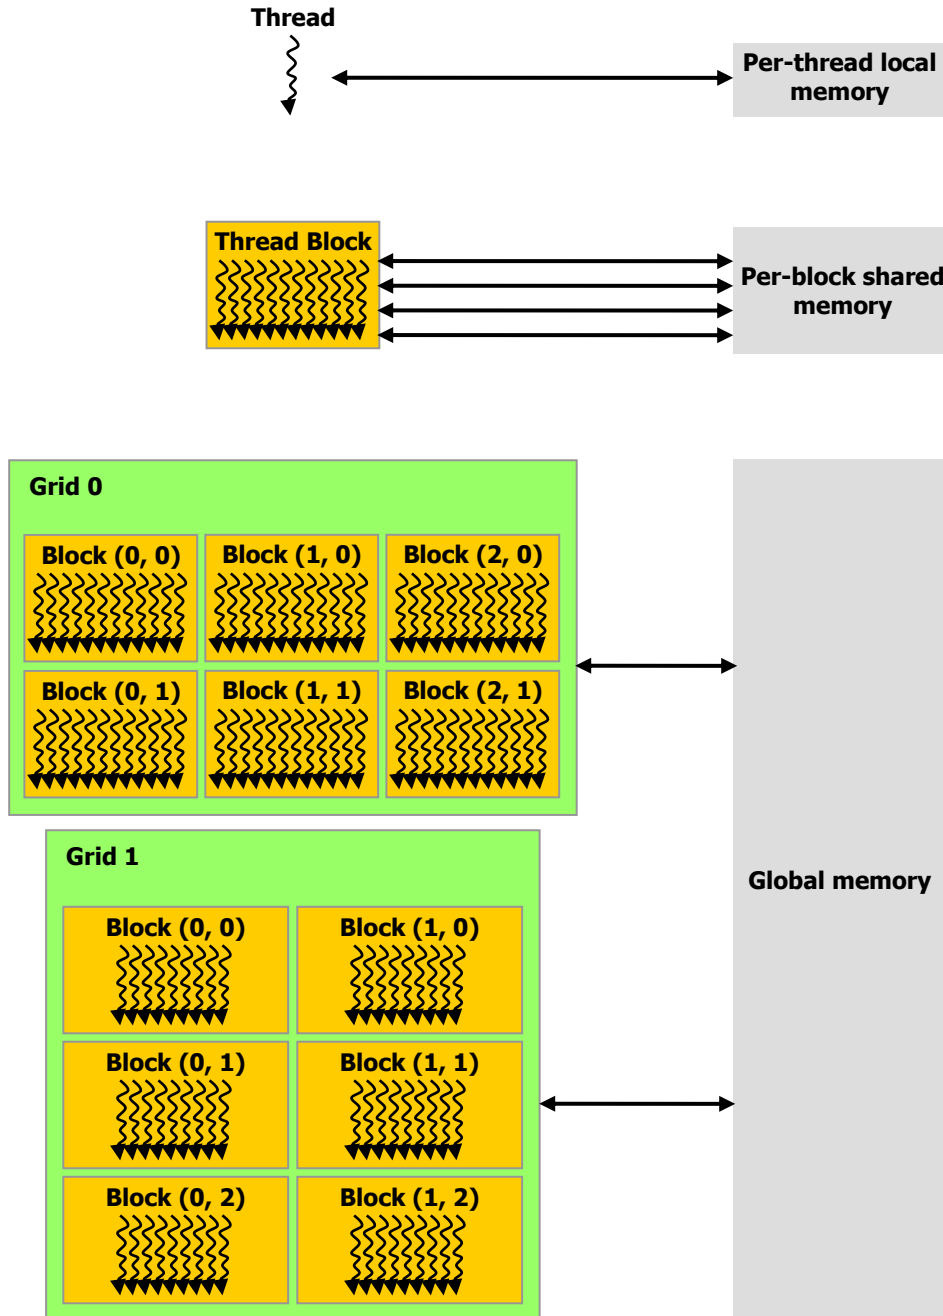 Thread
Per-thread local
memory
Thread Block
Per-block shared
memory
Grid 0
Block (0, 0)
Block (1, 0)
Block (2, 0)
Block (0, 1)
Block (1, 1)
Block (2, 1)
Grid 1
Global memory
Block (0, 0)
Block (1, 0)
Block (0, 1)
Block (1, 1)
Block (0, 2)
Block (1, 2)